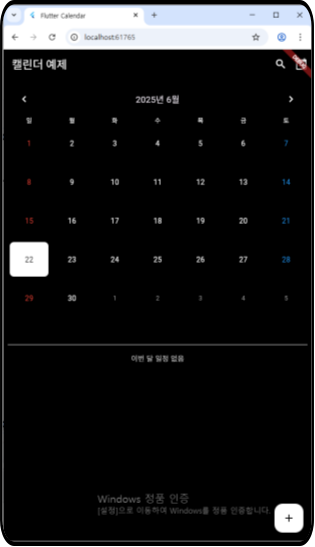 Flutter Calendar
localhost:61765
캘린더 예제
2025년 6월
일 월 화 수 목 금 토
1 2 3 4 5 6 7
8 9 10 11 12 13 14
15 16 17 18 19 20 21
22 23 24 25 26 27 28
29 30 1 2 3 4 5
이번 달 일정 없음
Windows 정품 인증
[설정]으로 이동하여 Windows를 정품 인증합니다.